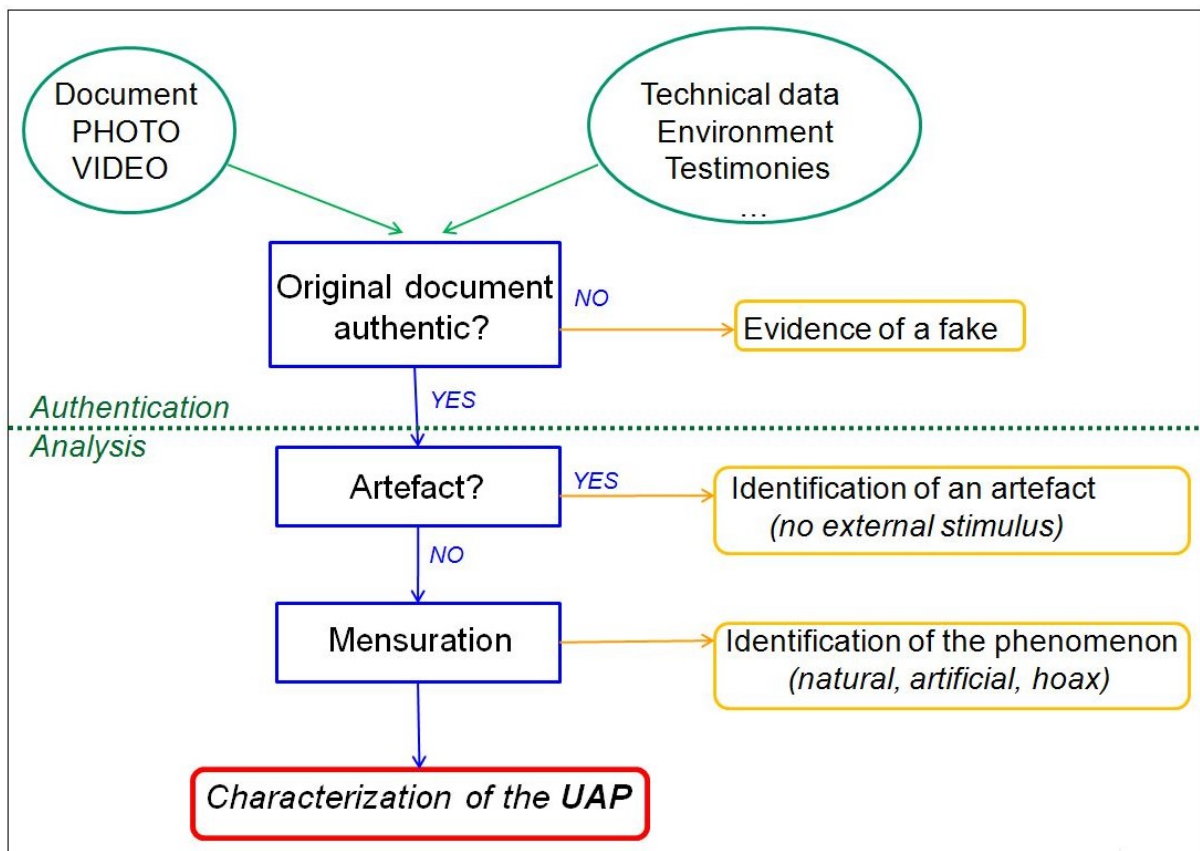 Document
PHOTO
VIDEO
Technical data
Environment
Testimonies
...
Original document
authentic?
NO
Evidence of a fake
YES
Authentication
Analysis
Artefact?
YES
Identification of an artefact
(no external stimulus)
NO
Mensuration
Identification of the phenomenon
(natural, artificial, hoax)
Characterization of the UAP